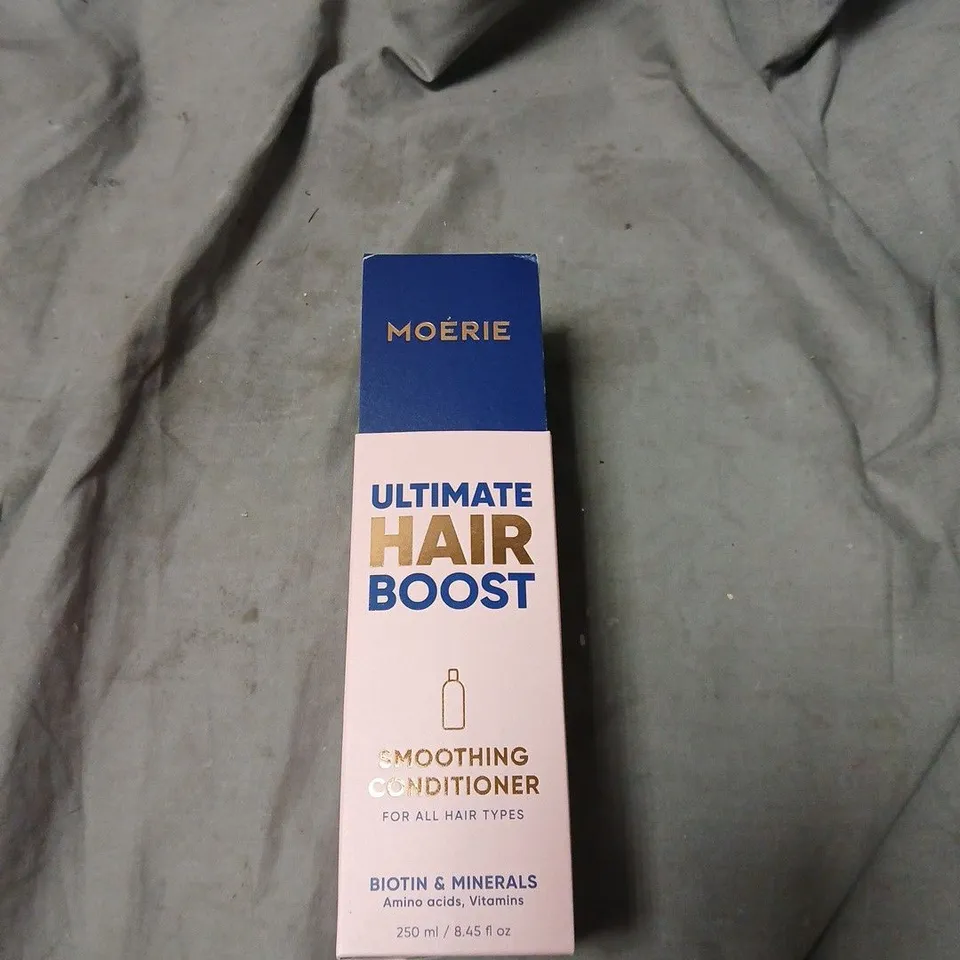 MOÉRIE
ULTIMATE
HAIR
BOOST
SMOOTHING
CONDITIONER
FOR ALL HAIR TYPES
BIOTIN & MINERALS
Amino acids, Vitamins
250 ml / 8.45 fl oz